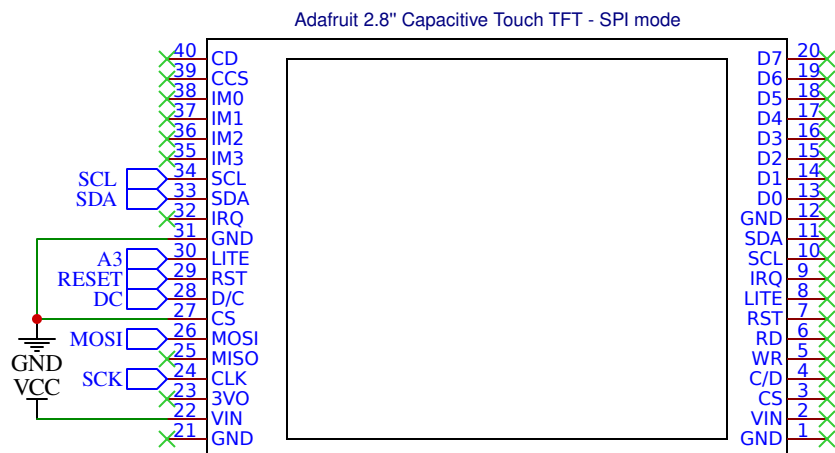 Adafruit 2.8" Capacitive Touch TFT - SPI mode
40 CD D7 20
39 CCS D6 19
38 IM0 D5 18
37 IM1 D4 17
36 IM2 D3 16
35 IM3 D2 15
SCL 34 SCL D1 14
SDA 33 SDA D0 13
32 IRQ GND 12
31 GND SDA 11
A3 30 LITE SCL 10
RESET 29 RST IRQ 9
DC 28 D/C LITE 8
27 CS RST 7
MOSI 26 MOSI RD 6
GND 25 MISO WR 5
VCC SCK 24 CLK C/D 4
23 3VO CS 3
22 VIN VIN 2
21 GND GND 1